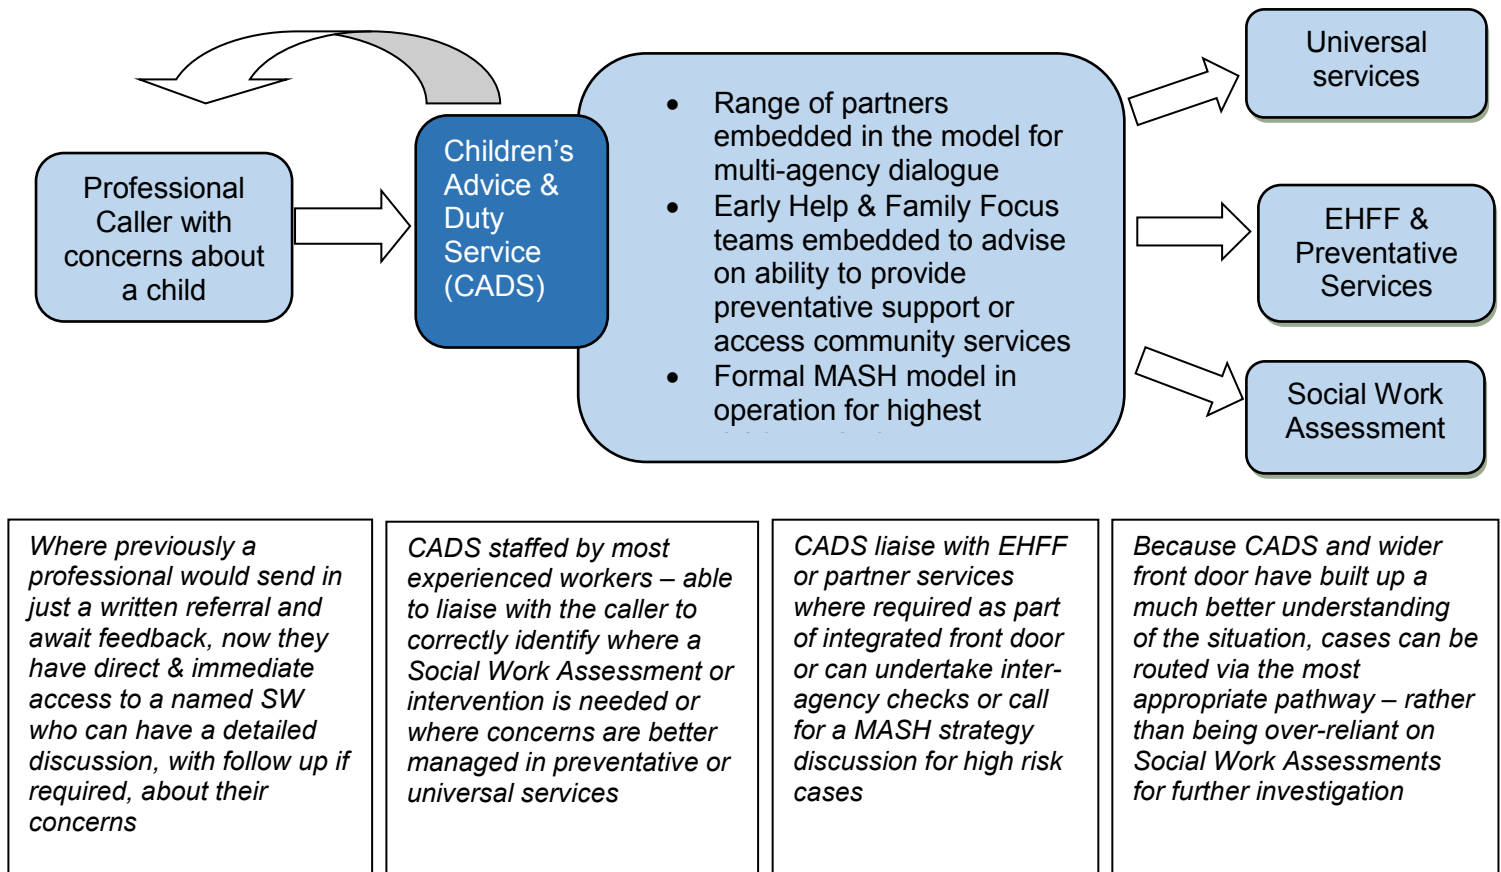 Professional
Caller with
concerns about
a child
Children’s
Advice &
Duty
Service
(CADS)
• Range of partners
embedded in the model for
multi-agency dialogue
• Early Help & Family Focus
teams embedded to advise
on ability to provide
preventative support or
access community services
• Formal MASH model in
operation for highest
Universal
services
EHFF &
Preventative
Services
Social Work
Assessment
Where previously a
professional would send in
just a written referral and
await feedback, now they
have direct & immediate
access to a named SW
who can have a detailed
discussion, with follow up if
required, about their
concerns
CADS staffed by most
experienced workers – able
to liaise with the caller to
correctly identify where a
Social Work Assessment or
intervention is needed or
where concerns are better
managed in preventative or
universal services
CADS liaise with EHFF
or partner services
where required as part
of integrated front door
or can undertake inter-
agency checks or call
for a MASH strategy
discussion for high risk
cases
Because CADS and wider
front door have built up a
much better understanding
of the situation, cases can be
routed via the most
appropriate pathway – rather
than being over-reliant on
Social Work Assessments
for further investigation